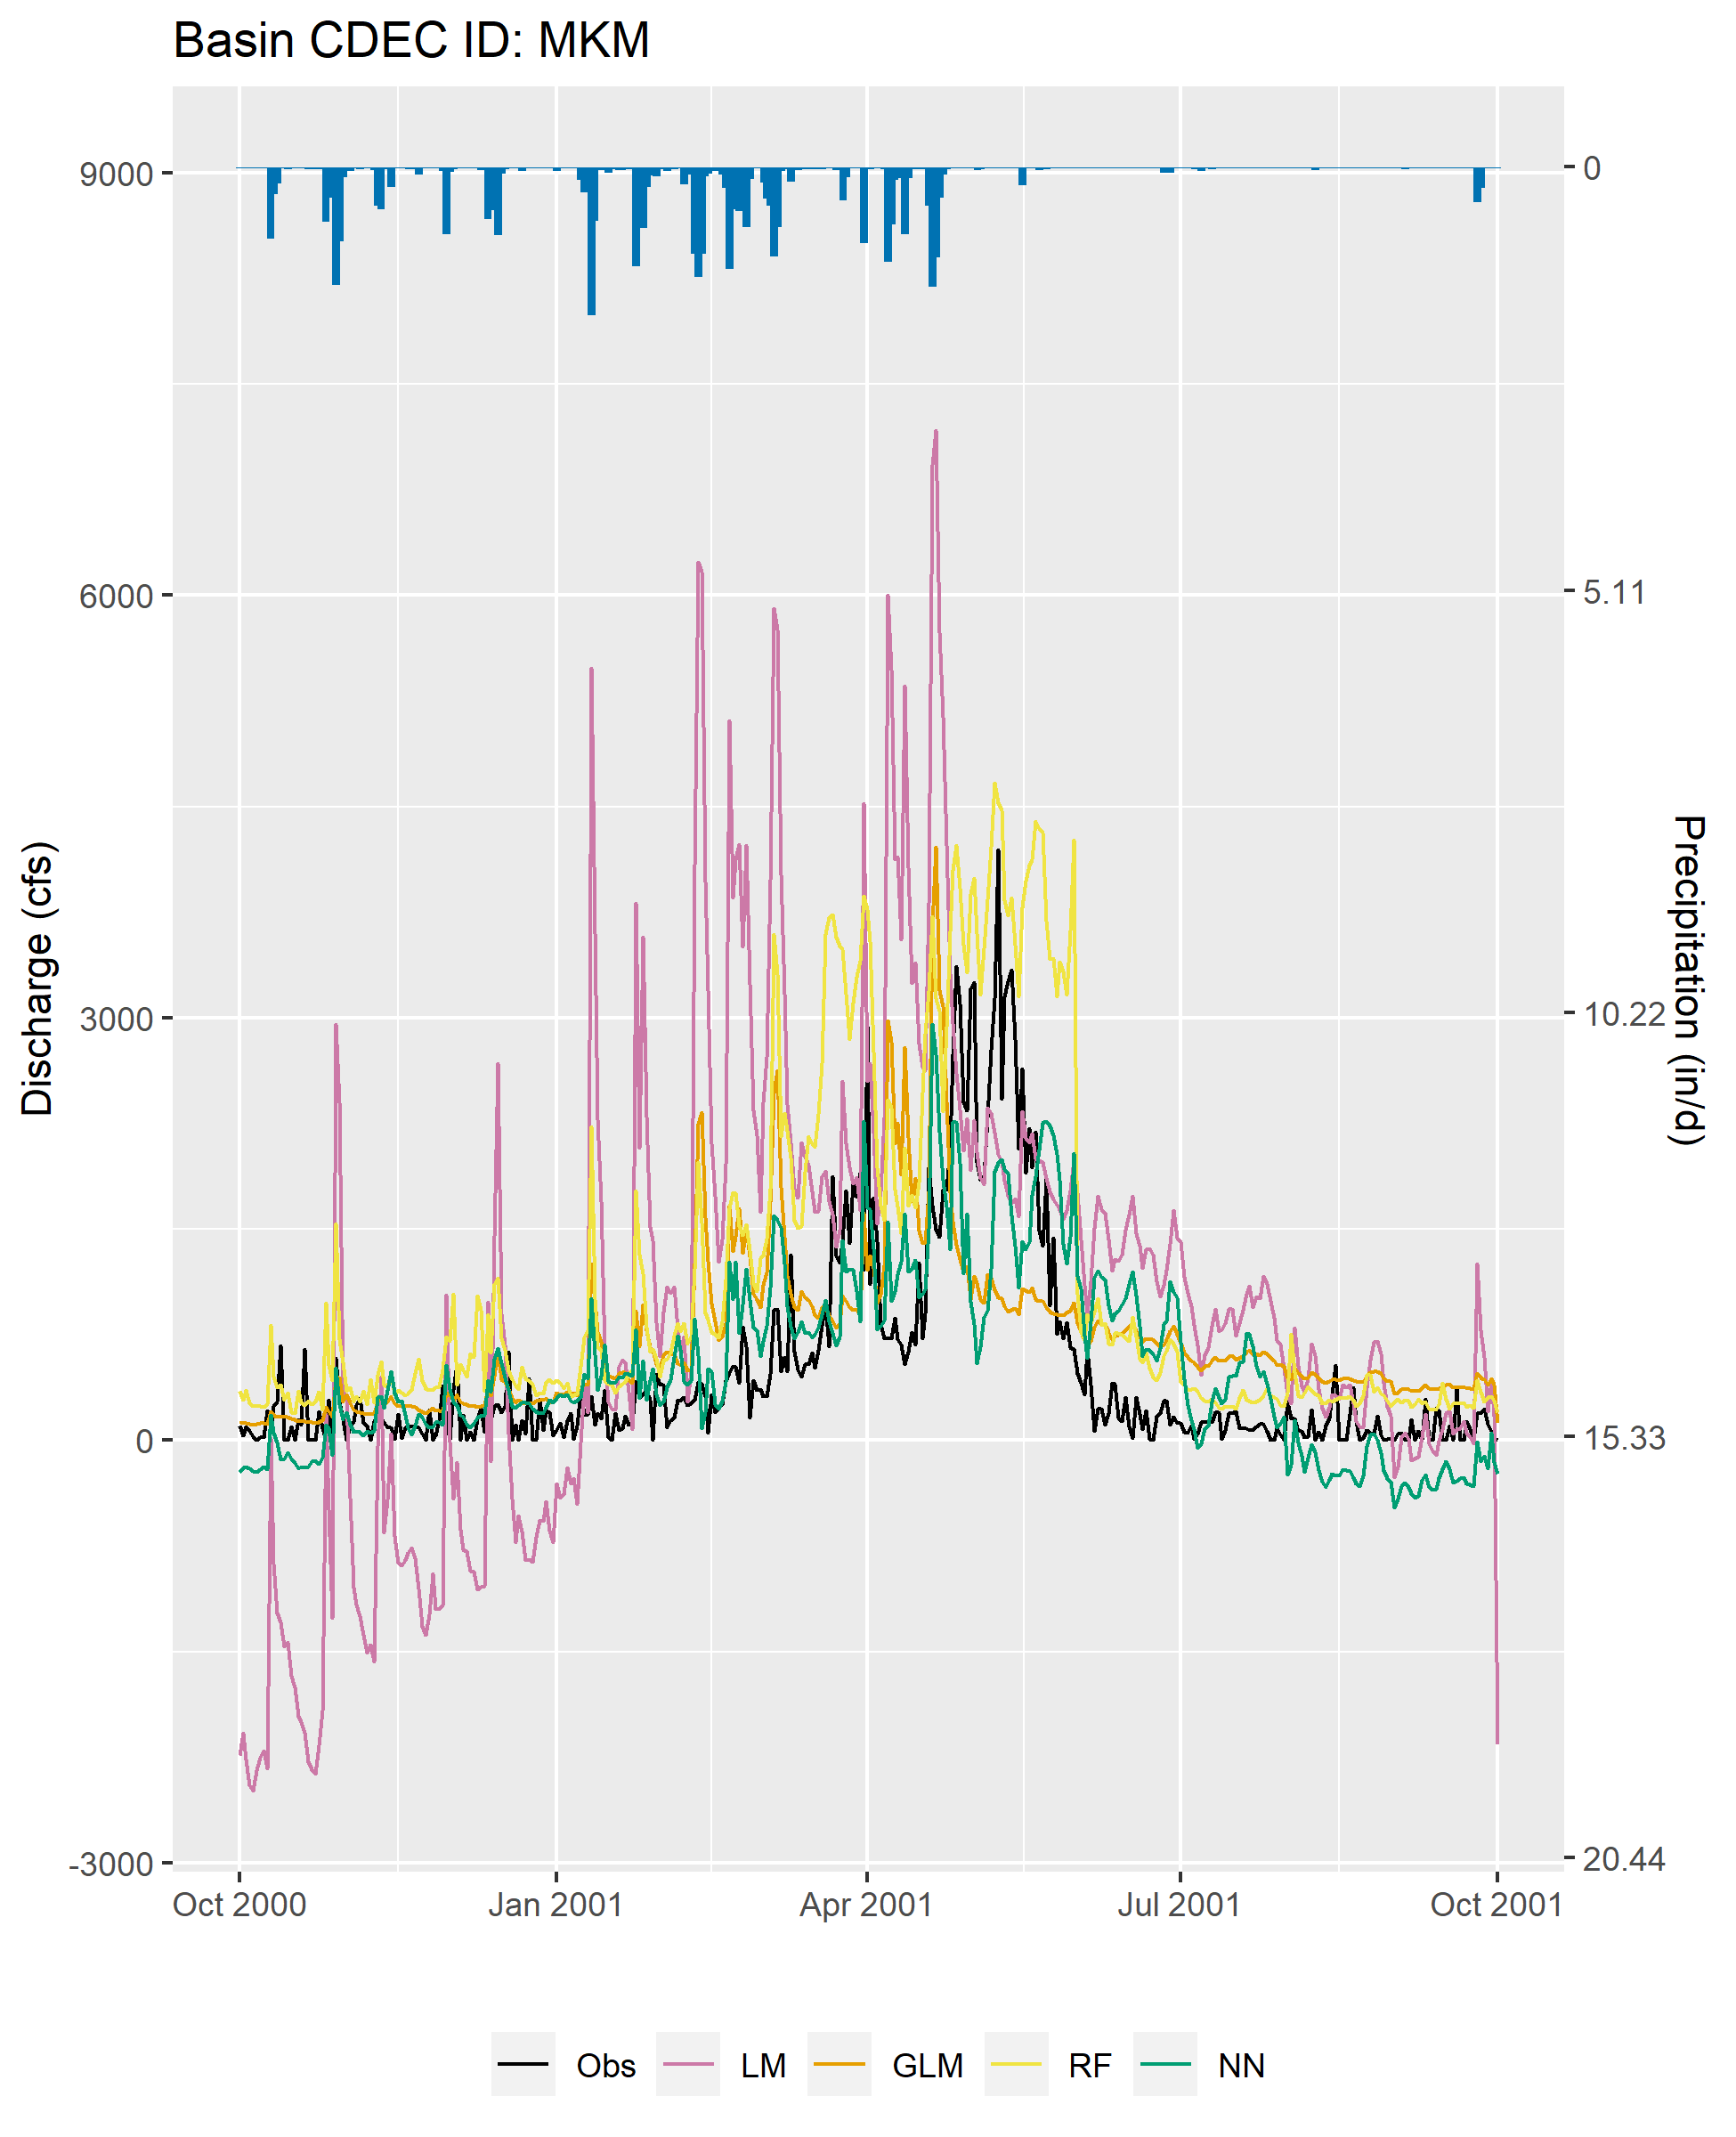 Basin CDEC ID: MKM
9000
6000
3000
0
-3000
Discharge (cfs)
0
5.11
10.22
15.33
20.44
Precipitation (in/d)
Oct 2000
Jan 2001
Apr 2001
Jul 2001
Oct 2001
Obs
LM
GLM
RF
NN